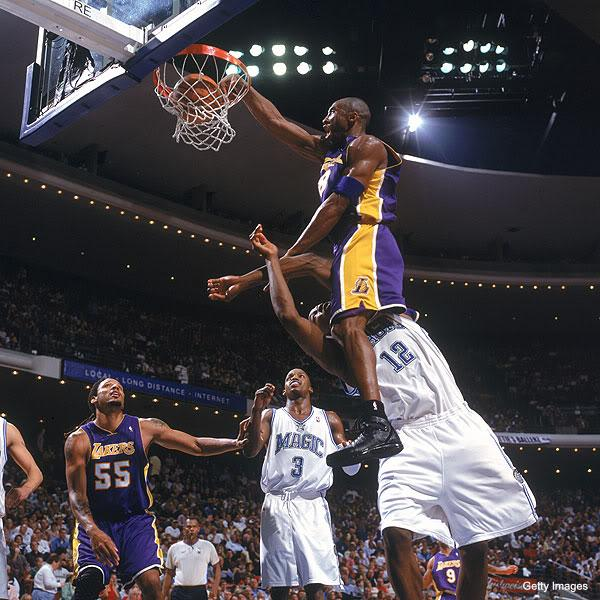 RE
LOCAL · LONG DISTANCE · INTERNET
12
LAKERS
55
MAGIC
3
9
Getty Images